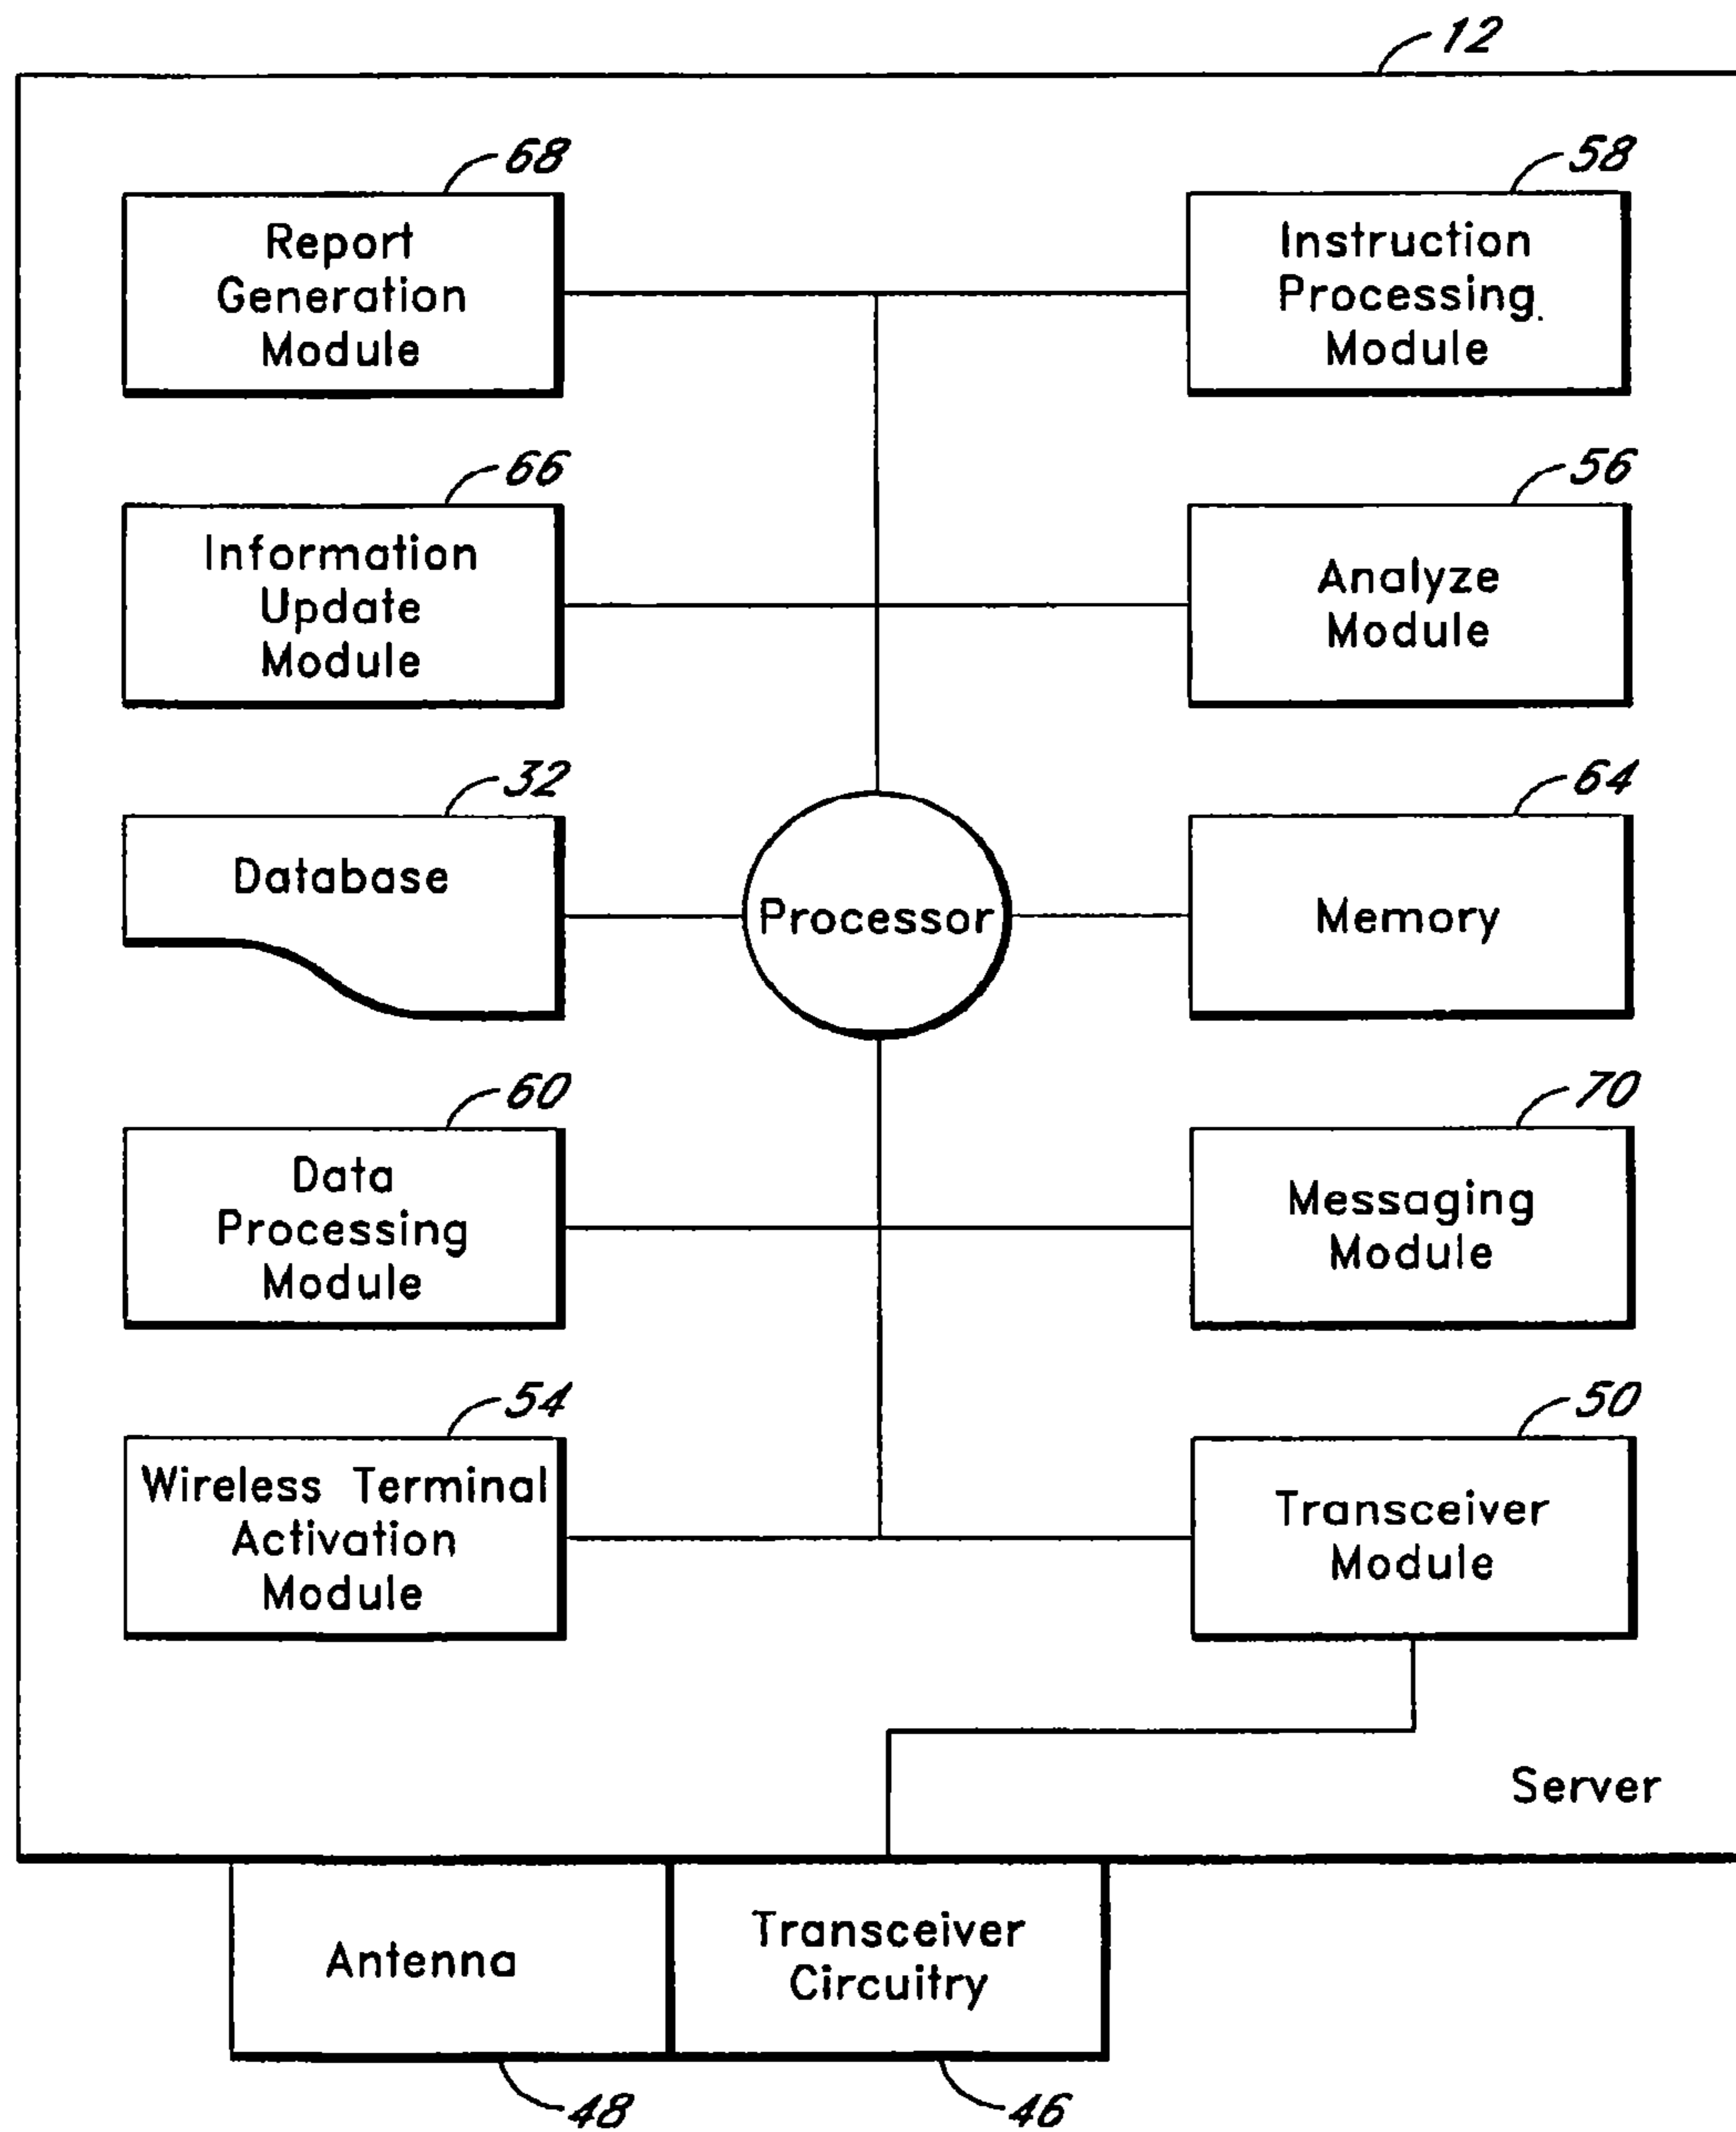 12
68
Report
Generation
Module
58
Instruction
Processing.
Module
66
Information
Update
Module
56
Analyze
Module
32
Database
Processor
64
Memory
60
Data
Processing
Module
70
Messaging
Module
54
Wireless Terminal
Activation
Module
50
Transceiver
Module
Server
Antenna
Transceiver
Circuitry
48
46